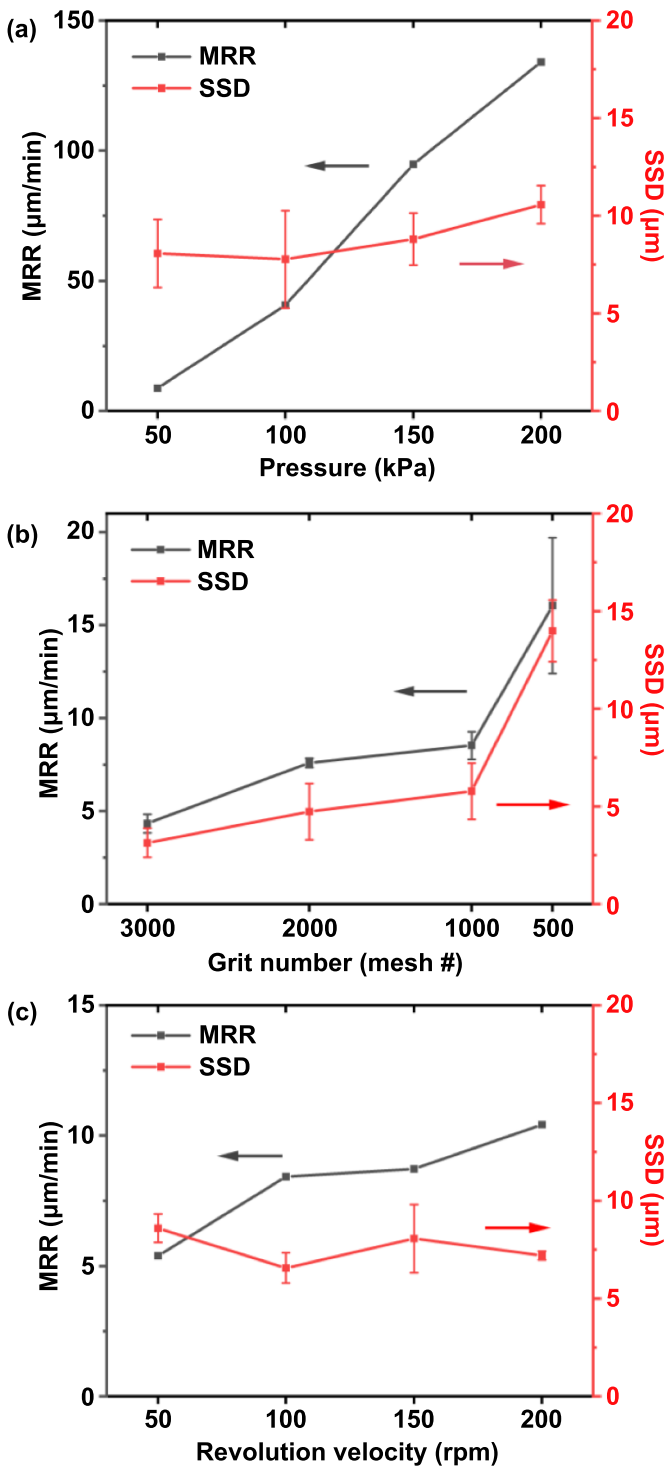 (a)
MRR
SSD
150
100
50
0
MRR (μm/min)
20
15
10
5
0
SSD (μm)
50 100 150 200
Pressure (kPa)
(b)
MRR
SSD
20
15
10
5
0
MRR (μm/min)
20
15
10
5
0
SSD (μm)
3000 2000 1000 500
Grit number (mesh #)
(c)
MRR
SSD
15
10
5
0
MRR (μm/min)
20
15
10
5
0
SSD (μm)
50 100 150 200
Revolution velocity (rpm)